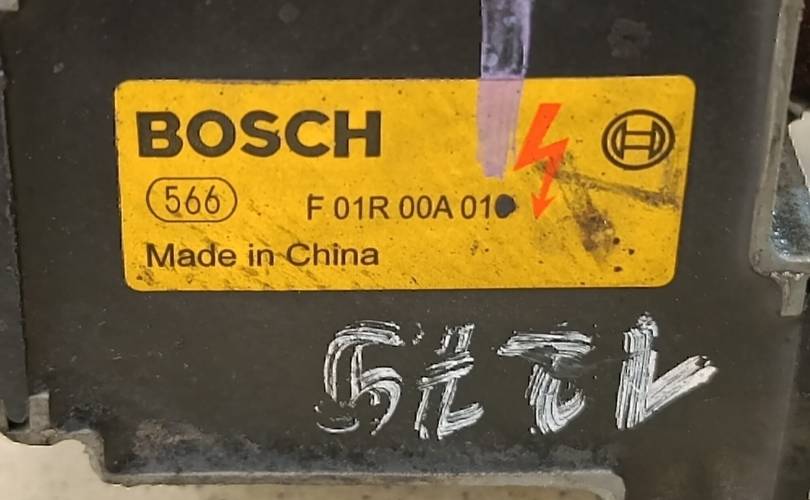 BOSCH
566
F 01R 00A 01
Made in China